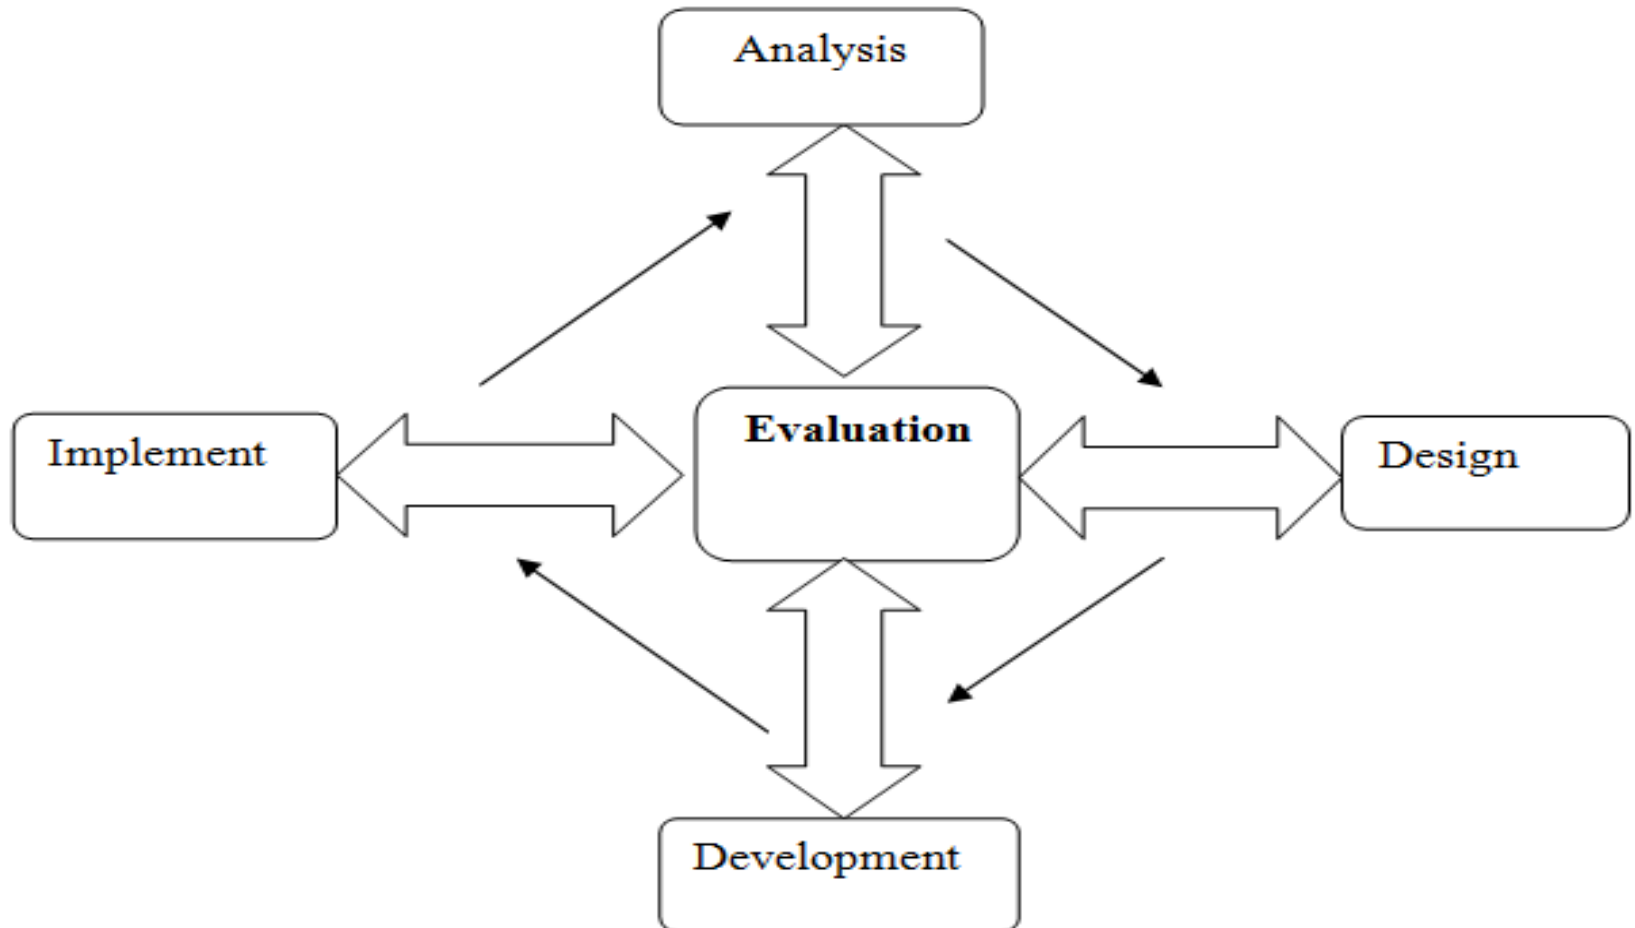 Analysis
Implement
Evaluation
Design
Development